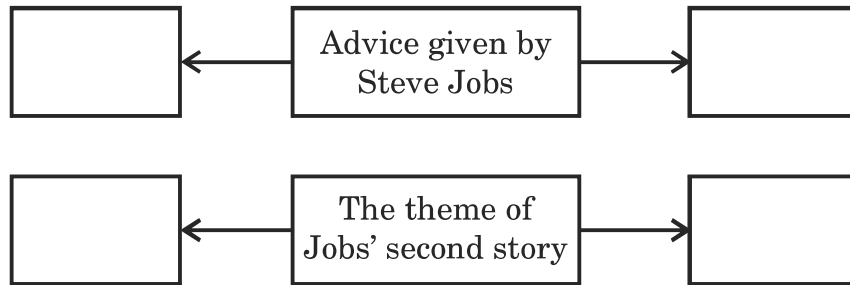 Advice given by
Steve Jobs
The theme of
Jobs’ second story